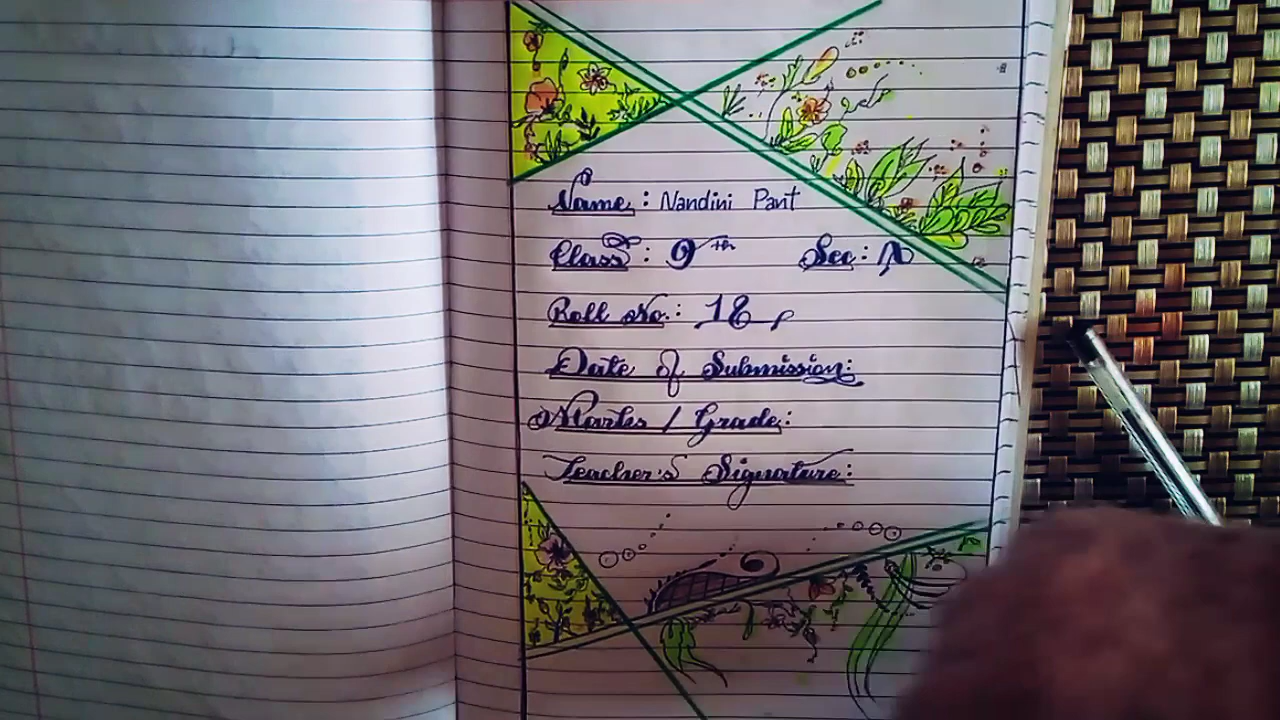 Name : Nandini Pant
Class : 9th Sec : A
Roll No. : 18
Date of Submission:
Marks / Grade:
Teacher's Signature: